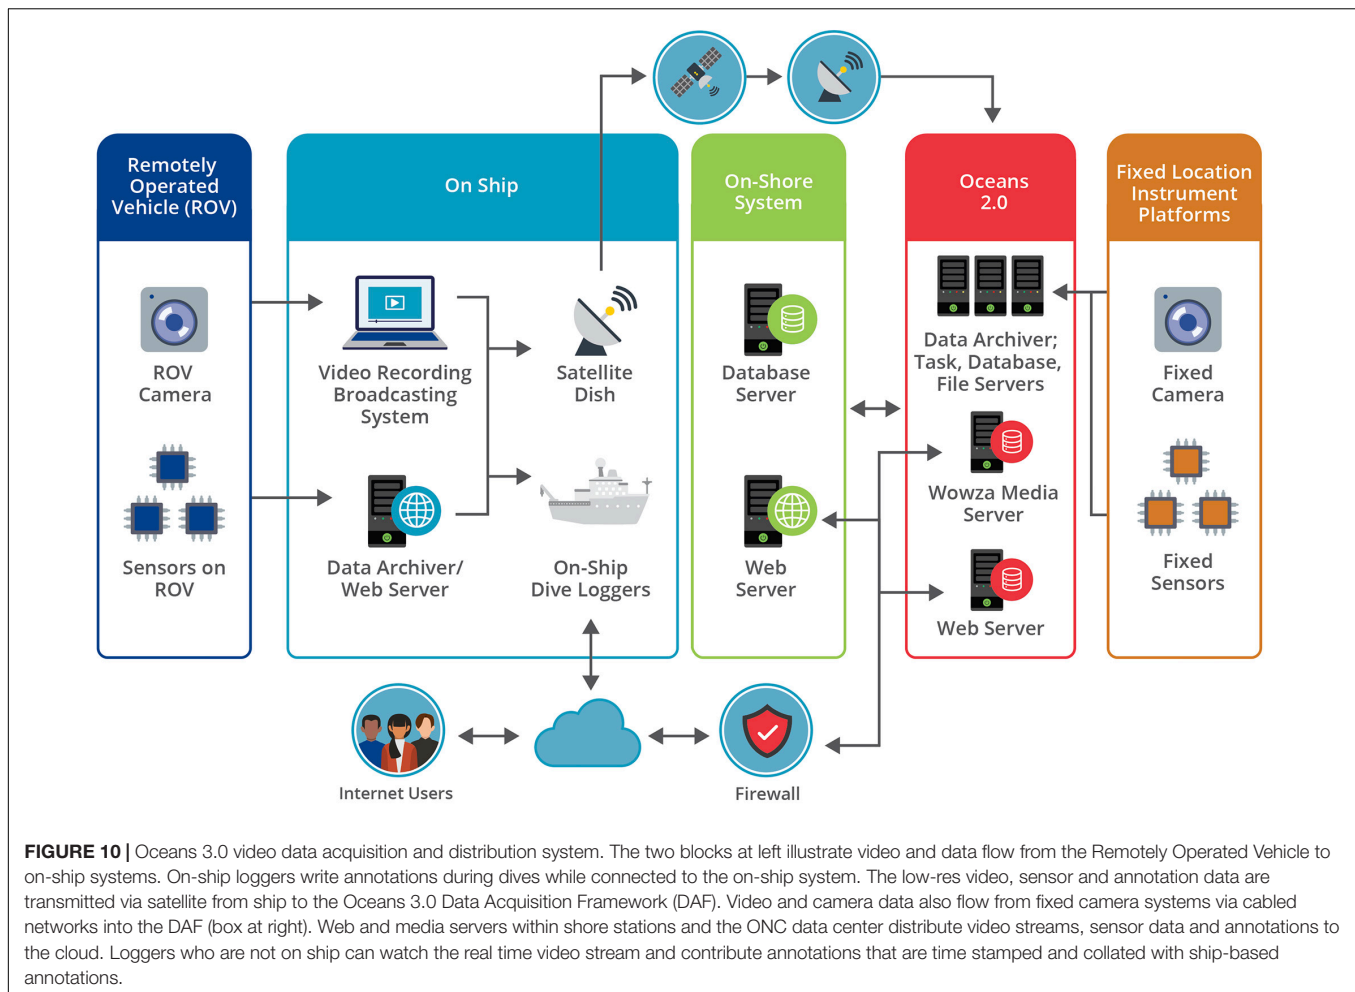 Remotely
Operated
Vehicle (ROV)
On Ship
On-Shore
System
Oceans
2.0
Fixed Location
Instrument
Platforms
ROV
Camera
Video Recording
Broadcasting
System
Satellite
Dish
Database
Server
Data Archiver;
Task, Database,
File Servers
Fixed
Camera
Sensors on
ROV
Data Archiver/
Web Server
On-Ship
Dive Loggers
Web
Server
Wowza Media
Server
Web Server
Fixed
Sensors
Internet Users
Firewall
FIGURE 10 | Oceans 3.0 video data acquisition and distribution system. The two blocks at left illustrate video and data flow from the Remotely Operated Vehicle to
on-ship systems. On-ship loggers write annotations during dives while connected to the on-ship system. The low-res video, sensor and annotation data are
transmitted via satellite from ship to the Oceans 3.0 Data Acquisition Framework (DAF). Video and camera data also flow from fixed camera systems via cabled
networks into the DAF (box at right). Web and media servers within shore stations and the ONC data center distribute video streams, sensor data and annotations to
the cloud. Loggers who are not on ship can watch the real time video stream and contribute annotations that are time stamped and collated with ship-based
annotations.